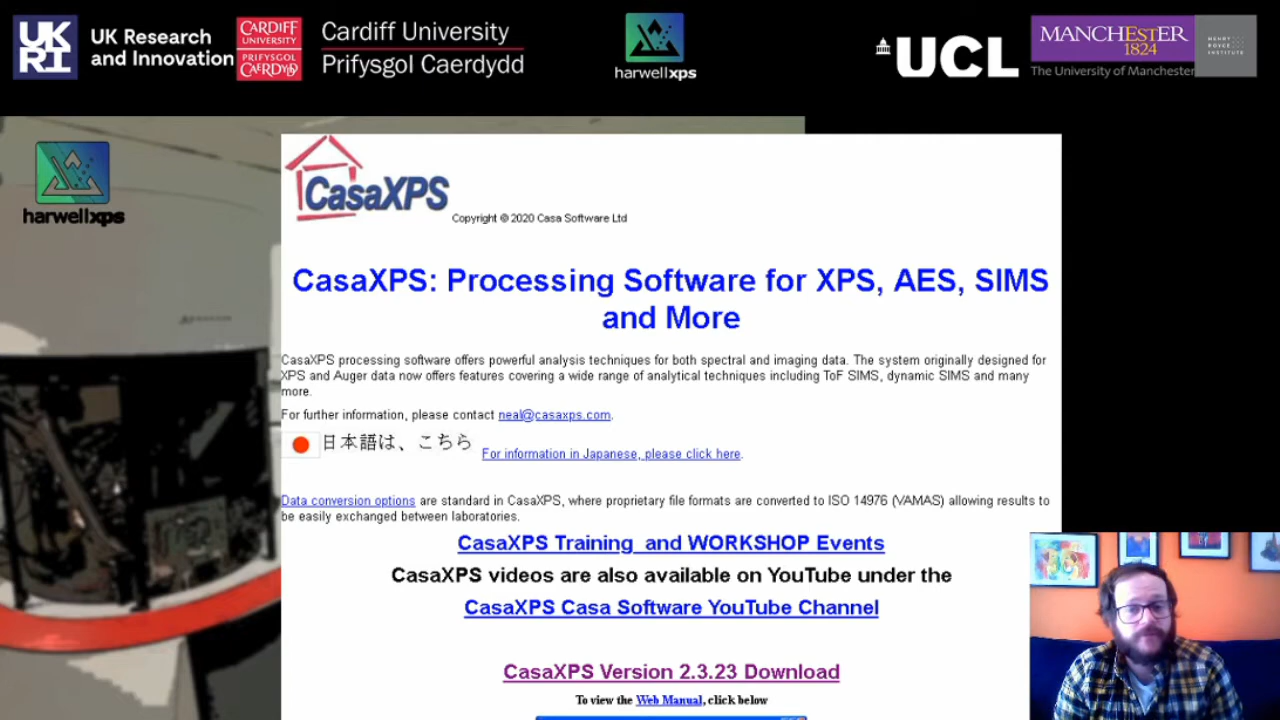 UK
RI
UK Research
and Innovation
CARDIFF
UNIVERSITY
PRIFYSGOL
CAERDYDD
Cardiff University
Prifysgol Caerdydd
harwellxps
UCL
MANCHESTER
1824
The University of Manchester
HENRY
ROYCE
INSTITUTE
harwellxps
CasaXPS
Copyright © 2020 Casa Software Ltd
CasaXPS: Processing Software for XPS, AES, SIMS
and More
CasaXPS processing software offers powerful analysis techniques for both spectral and imaging data. The system originally designed for
XPS and Auger data now offers features covering a wide range of analytical techniques including ToF SIMS, dynamic SIMS and many
more.
For further information, please contact neal@casaxps.com.
日本語は、こちら
For information in Japanese, please click here.
Data conversion options are standard in CasaXPS, where proprietary file formats are converted to ISO 14976 (VAMAS) allowing results to
be easily exchanged between laboratories.
CasaXPS Training and WORKSHOP Events
CasaXPS videos are also available on YouTube under the
CasaXPS Casa Software YouTube Channel
CasaXPS Version 2.3.23 Download
To view the Web Manual, click below